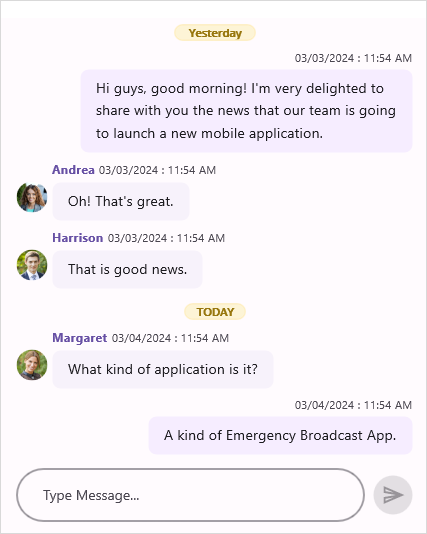 Yesterday
03/03/2024 : 11:54 AM
Hi guys, good morning! I'm very delighted to
share with you the news that our team is going
to launch a new mobile application.
Andrea 03/03/2024 : 11:54 AM
Oh! That's great.
Harrison 03/03/2024 : 11:54 AM
That is good news.
TODAY
Margaret 03/04/2024 : 11:54 AM
What kind of application is it?
03/04/2024 : 11:54 AM
A kind of Emergency Broadcast App.
Type Message...